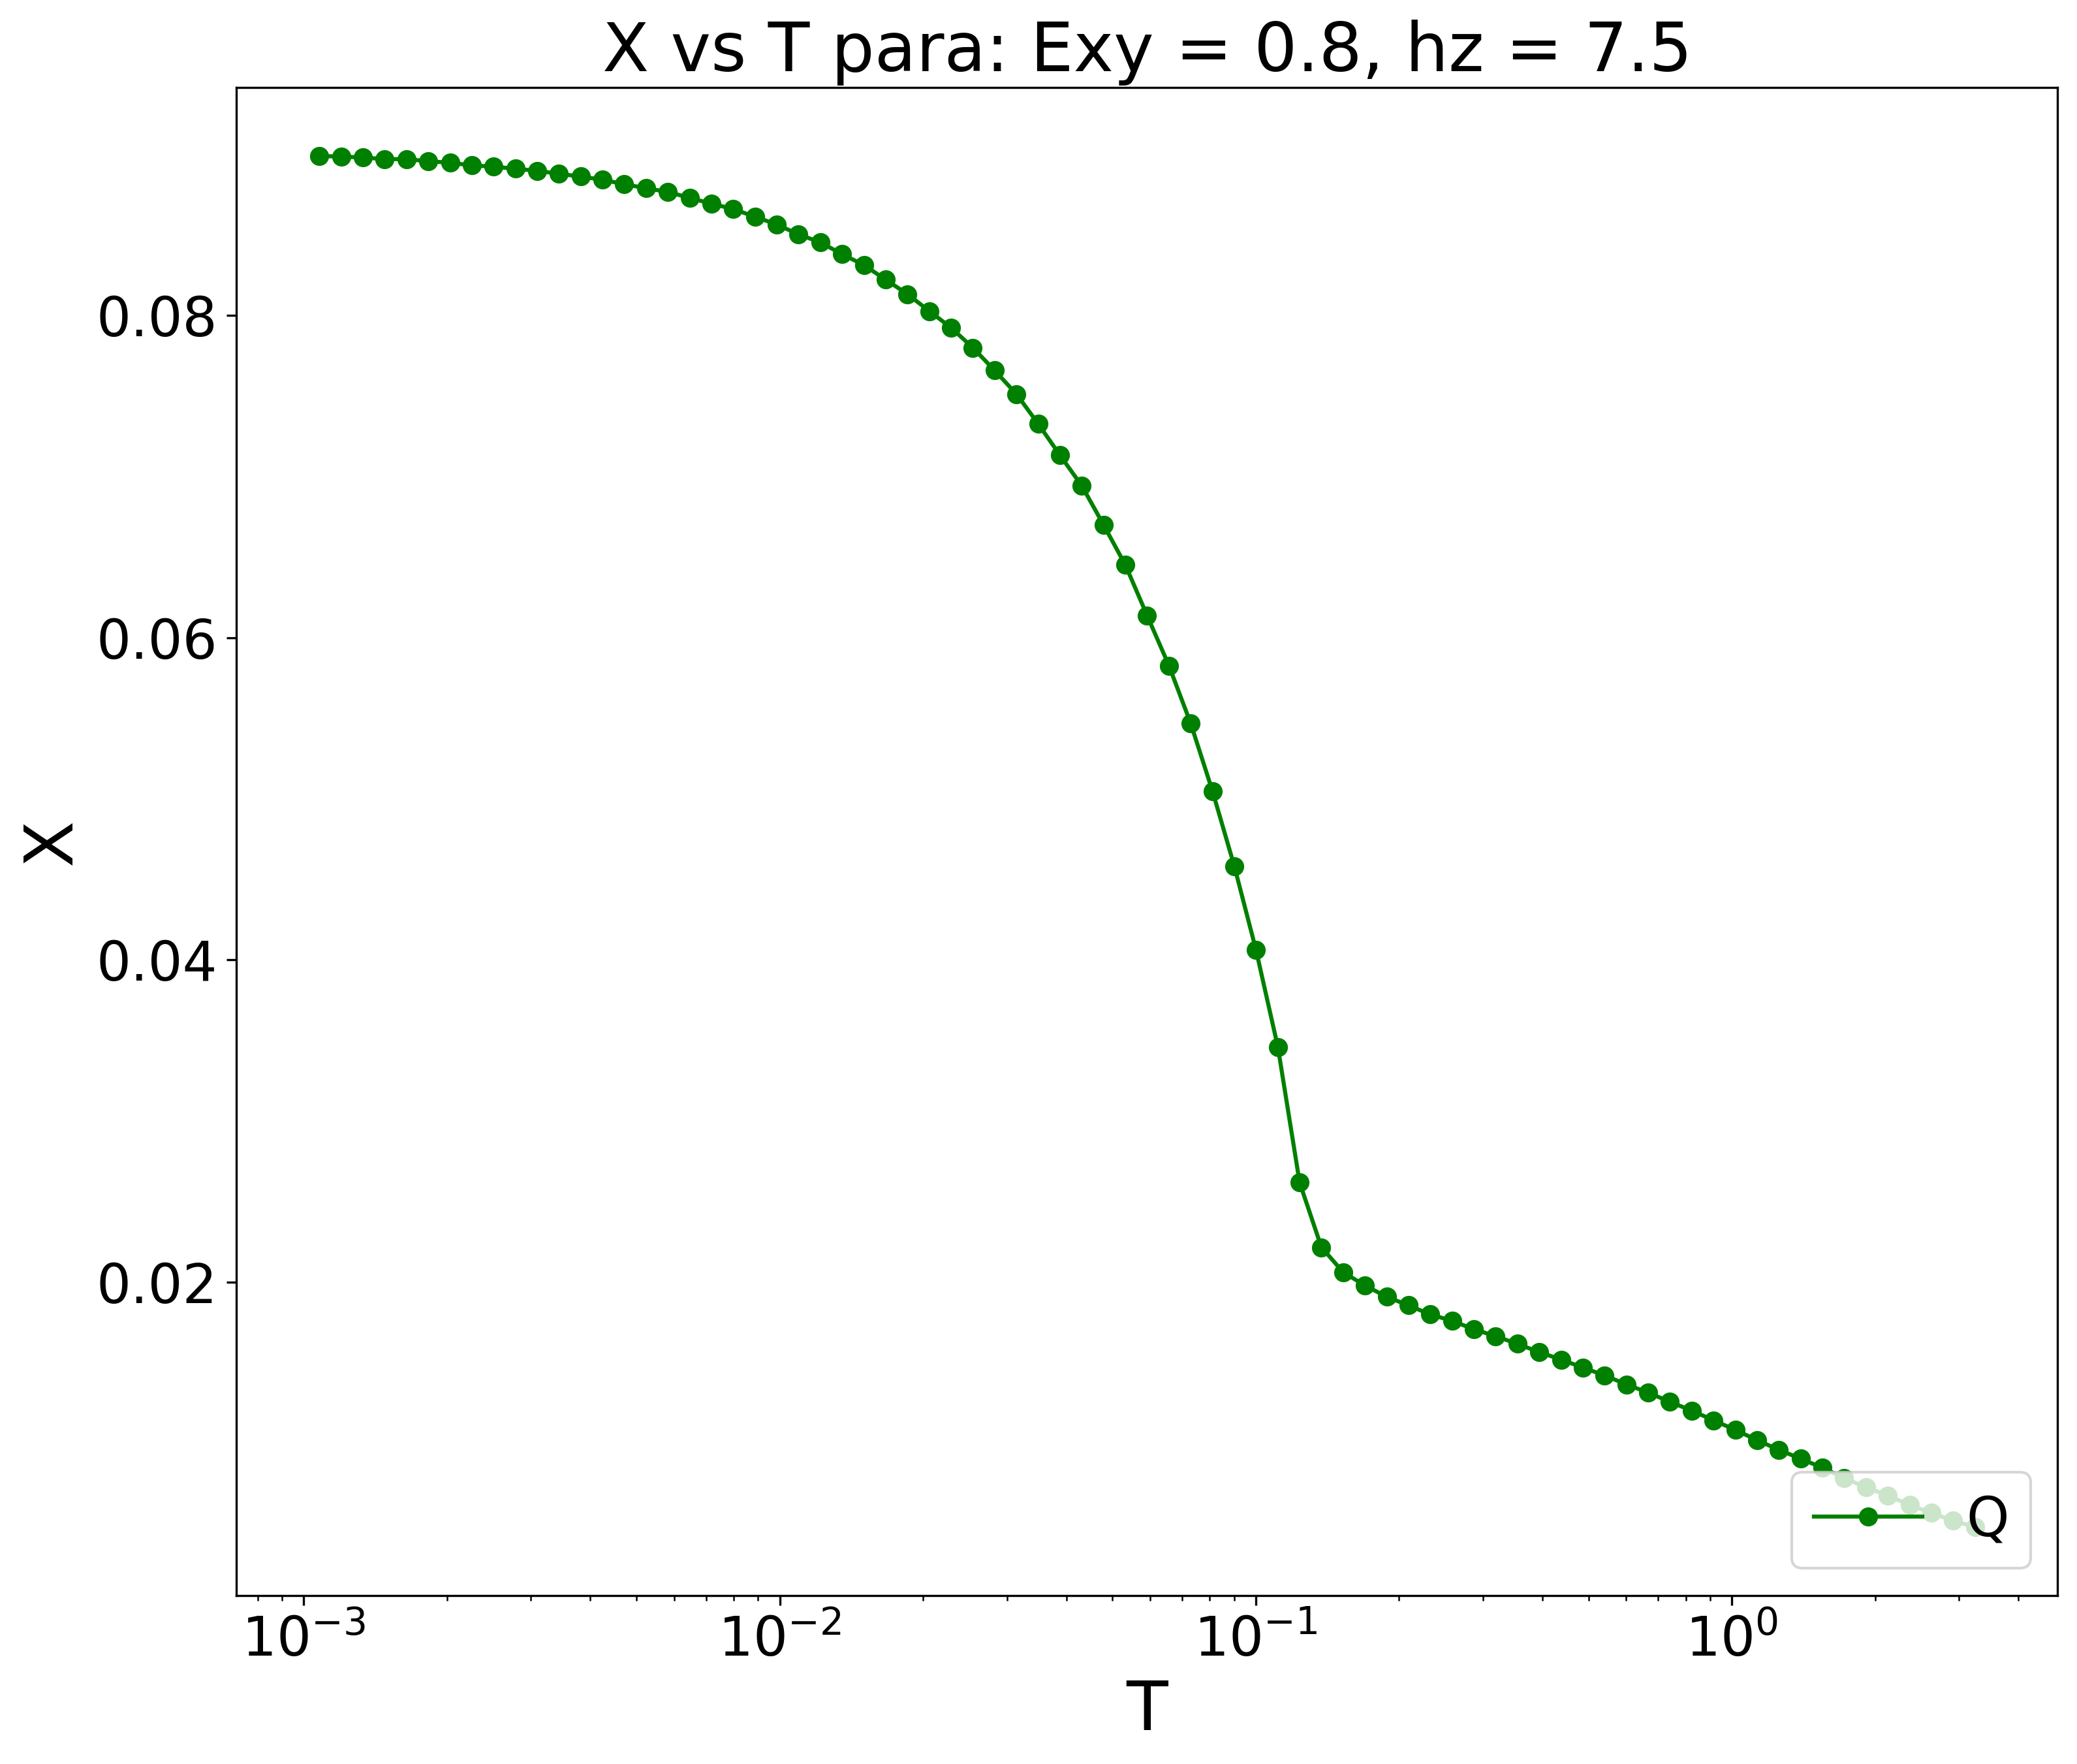 X vs T para: Exy = 0.8, hz = 7.5
X
0.08
0.06
0.04
0.02
10⁻³ 10⁻² 10⁻¹ 10⁰
T
Q